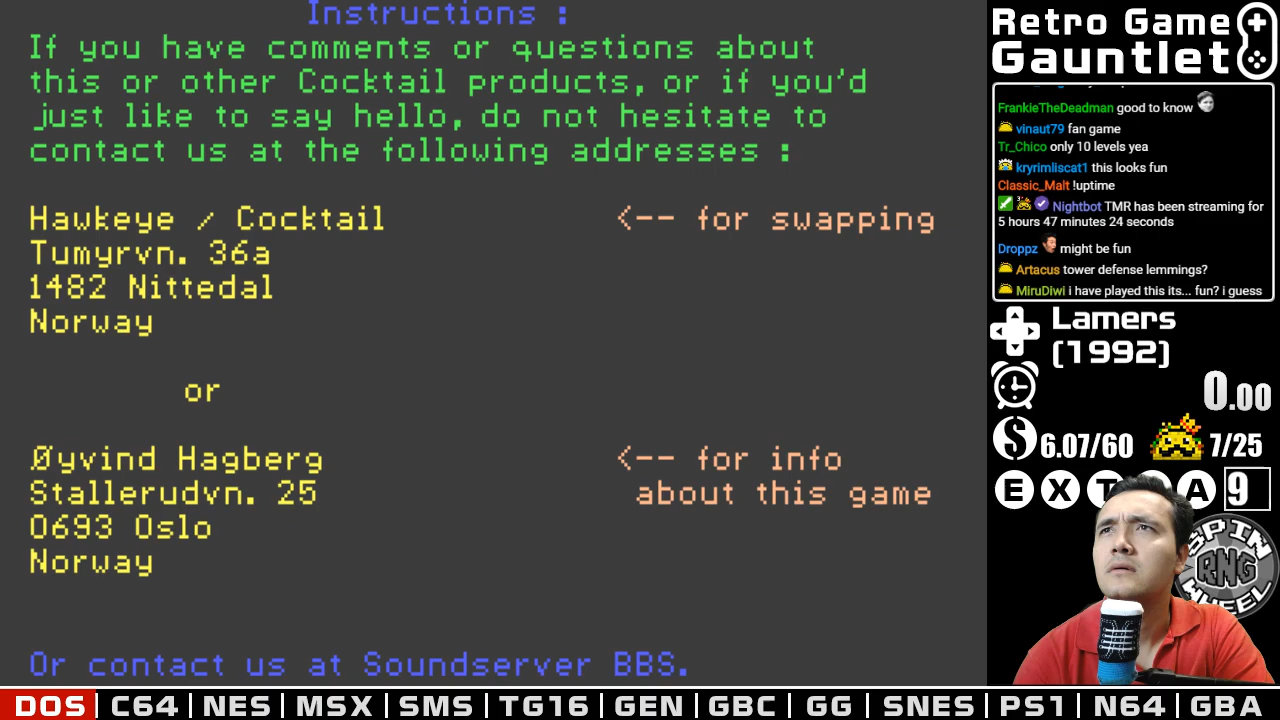 Instructions :
If you have comments or questions about
this or other Cocktail products, or if you'd
just like to say hello, do not hesitate to
contact us at the following addresses :
Hawkeye / Cocktail <-- for swapping
Tumyrvn. 36a
1482 Nittedal
Norway
or
Øyvind Hagberg <-- for info
Stallerudvn. 25 about this game
0693 Oslo
Norway
Or contact us at Soundserver BBS.
Retro Game
Gauntlet
FrankieTheDeadman good to know
vinaut79 fan game
Tr_Chico only 10 levels yea
kryrimliscat1 this looks fun
Classic_Malt !uptime
Nightbot TMR has been streaming for
5 hours 47 minutes 24 seconds
Droppz might be fun
Artacus tower defense lemmings?
MiruDiwi i have played this its... fun? i guess
Lamers
(1992)
0.00
$ 6.07/60 7/25
E X T A 9
SPIN
RNG
WHEEL
DOS | C64 | NES | MSX | SMS | TG16 | GEN | GBC | GG | SNES | PS1 | N64 | GBA